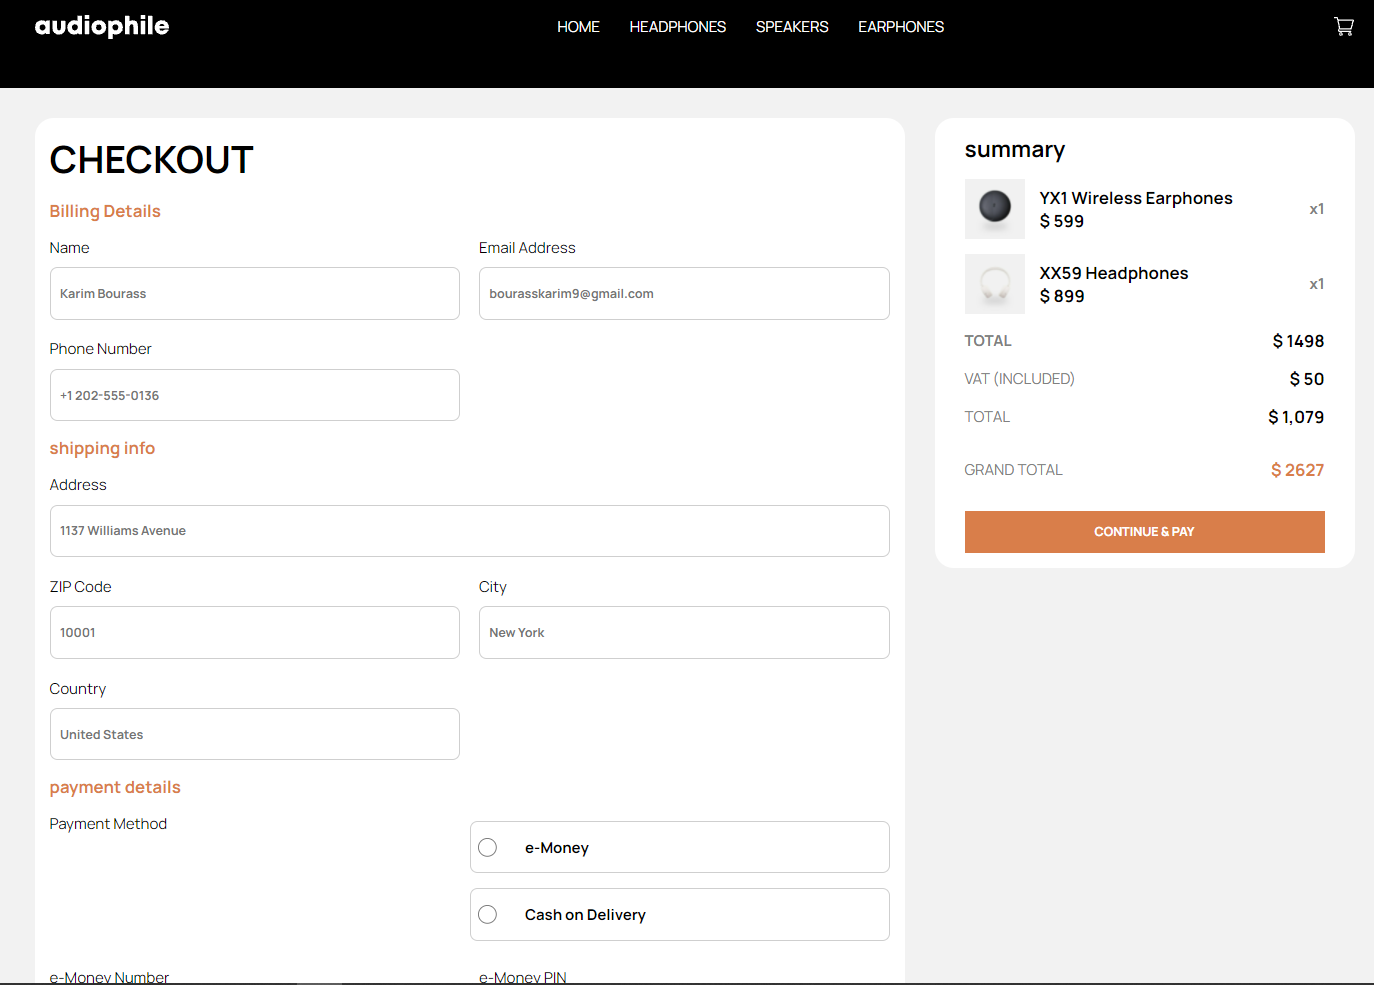 audiophile
HOME HEADPHONES SPEAKERS EARPHONES
CHECKOUT
Billing Details
Name Email Address
Karim Bourass bourasskarim9@gmail.com
Phone Number
+1 202-555-0136
shipping info
Address
1137 Williams Avenue
ZIP Code City
10001 New York
Country
United States
payment details
Payment Method
e-Money
Cash on Delivery
e-Money Number e-Money PIN
summary
YX1 Wireless Earphones
$ 599
x1
XX59 Headphones
$ 899
x1
TOTAL $ 1498
VAT (INCLUDED) $ 50
TOTAL $ 1,079
GRAND TOTAL $ 2627
CONTINUE & PAY